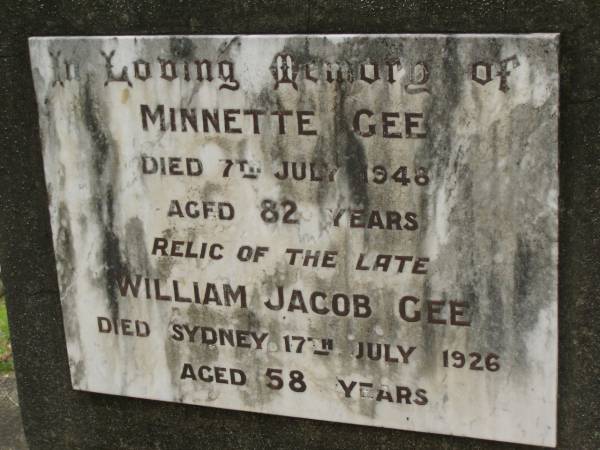 In Loving Memory of
MINNETTE GEE
DIED 7TH JULY 1948
AGED 82 YEARS
RELIC OF THE LATE
WILLIAM JACOB GEE
DIED SYDNEY 17TH JULY 1926
AGED 58 YEARS